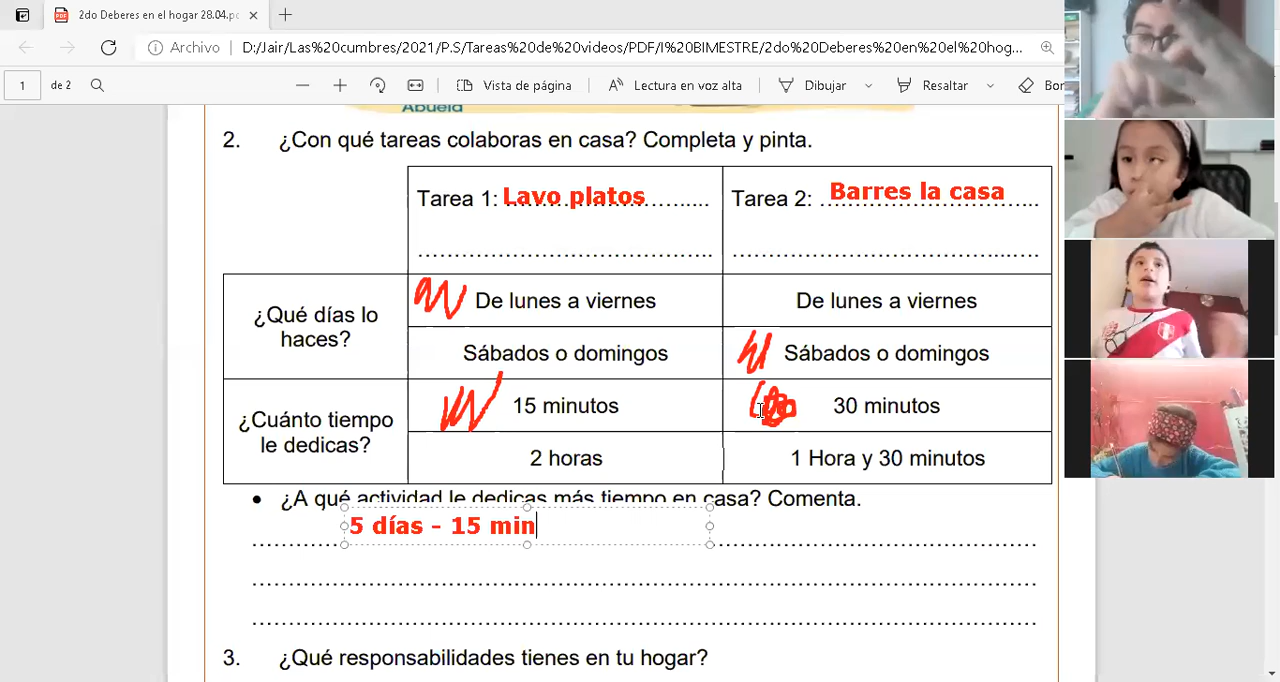 2do Deberes en el hogar 28.04.pc
Archivo D:/Jair/Las%20cumbres/2021/P.S/Tareas%20de%20videos/PDF/I%20BIMESTRE/2do%20Deberes%20en%20el%20hog...
1 de 2 Vista de página Lectura en voz alta Dibujar Resaltar Bor
Abuela
2. ¿Con qué tareas colaboras en casa? Completa y pinta.
Tarea 1: Lavo platos
Tarea 2: Barres la casa
¿Qué días lo haces?
De lunes a viernes De lunes a viernes
Sábados o domingos Sábados o domingos
¿Cuánto tiempo le dedicas?
15 minutos 30 minutos
2 horas 1 Hora y 30 minutos
• ¿A qué actividad le dedicas más tiempo en casa? Comenta.
5 días - 15 min
3. ¿Qué responsabilidades tienes en tu hogar?